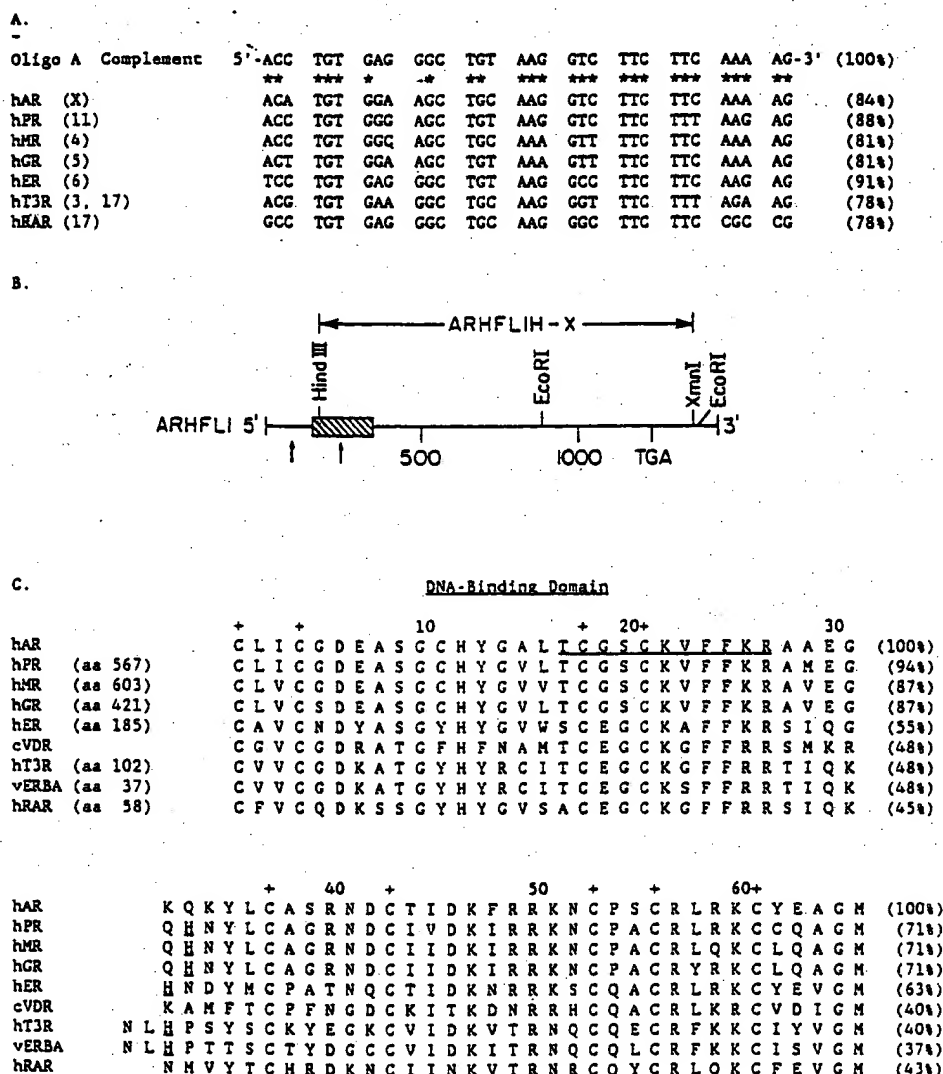 A.
Oligo A Complement 5'-ACC TGT GAG GGC TGT AAG GTC TTC TTC AAA AG-3' (100%)
** *** * -* ** *** *** *** *** *** **
hAR (X) ACA TGT GGA AGC TGC AAG GTC TTC TTC AAA AG (84%)
hPR (11) ACC TGT GGG AGC TGT AAG GTC TTC TTT AAA AG (88%)
hMR (4) ACC TGT GGQ AGC TGC AAA GTT TTC TTC AAA AG (81%)
hGR (5) ACT TGT GGA AGC TGT AAA GTT TTC TTC AAA AG (81%)
hER (6) TCC TGT GAG GGC TGT AAG GCC TTC TTC AAG AG (91%)
hT3R (3, 17) ACG TGT GAA GGC TGT AAG GGT TTC TTT AGA AG (78%)
hRAR (17) GCC TGT GAG GGC TGC AAG GGC TTC TTC CGC CG (78%)
B.
ARHFLIH-X
Hind III
EcoRI
XmnI
EcoRI
ARHFLI 5' 3'
500 1000 TGA
C.
DNA-Binding Domain
+ + 10 + 20+ 30
hAR C L I C G D E A S G C H Y G A L T C G S C K V F F K R A A E G (100%)
hPR (aa 567) C L I C G D E A S G C H Y G V L T C G S C K V F F K R A M E G (94%)
hMR (aa 603) C L V C G D E A S G C H Y G V V T C G S C K V F F K R A V E G (87%)
hGR (aa 421) C L V C S D E A S G C H Y G V L T C G S C K V F F K R A V E G (87%)
hER (aa 185) C A V C N D Y A S G Y H Y G V W S C E G C K A F F K R S I Q G (55%)
cVDR C G V C G D R A T G F H F N A M T C E G C K G F F R R S M K R (48%)
hT3R (aa 102) C V V C G D K A T G Y H Y R C I T C E G C K G F F R R T I Q K (48%)
vERBA (aa 37) C V V C G D K A T G Y H Y R C I T C E G C K S F F R R T I Q K (48%)
hRAR (aa 58) C F V C Q D K S S G Y H Y G V S A C E G C K G F F R R S I Q K (45%)
+ 40 + 50 + + 60+
hAR K Q K Y L C A S R N D C T I D K F R R K N C P S C R L R K C Y E A G M (100%)
hPR Q H N Y L C A G R N D C I V D K I R R K N C P A C R L R K C C Q A G M (71%)
hMR Q H N Y L C A G R N D C I I D K I R R K N C P A C R L Q K C L Q A G M (71%)
hGR Q H N Y L C A G R N D C I I D K I R R K N C P A C R Y R K C L Q A G M (71%)
hER H N D Y M C P A T N Q C T I D K N R R K S C Q A C R L R K C Y E V G M (63%)
cVDR K A M F T C P F N G D C K I T K D N R R H C Q A C R L K R C V D I G M (40%)
hT3R N L H P S Y S C K Y E G K C V I D K V T R N Q C Q E C R F K K C I Y V G M (40%)
vERBA N L H P T T S C T Y D G C C V I D K I T R N Q C Q L C R F K K C I S V G M (37%)
hRAR N M V Y T C H R D K N C I I N K V T R N R C Q Y C R L Q K C F E V G M (43%)